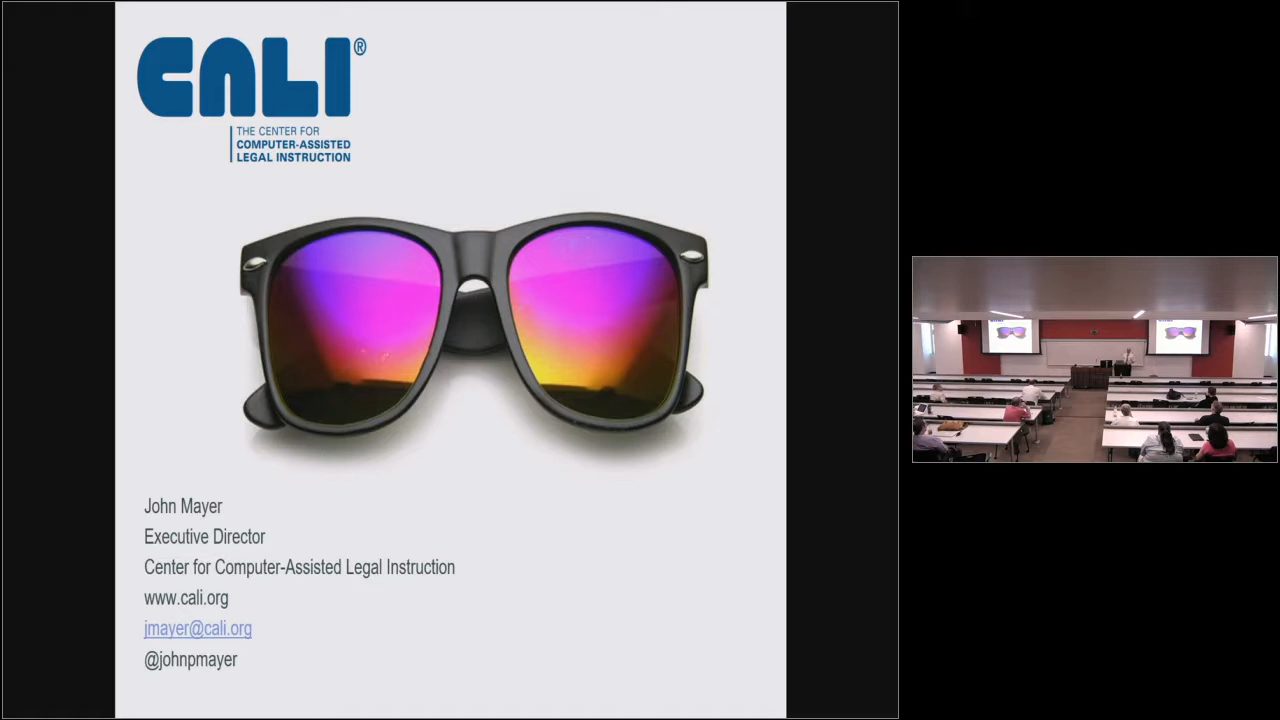 CALI®
THE CENTER FOR
COMPUTER-ASSISTED
LEGAL INSTRUCTION
John Mayer
Executive Director
Center for Computer-Assisted Legal Instruction
www.cali.org
jmayer@cali.org
@johnpmayer